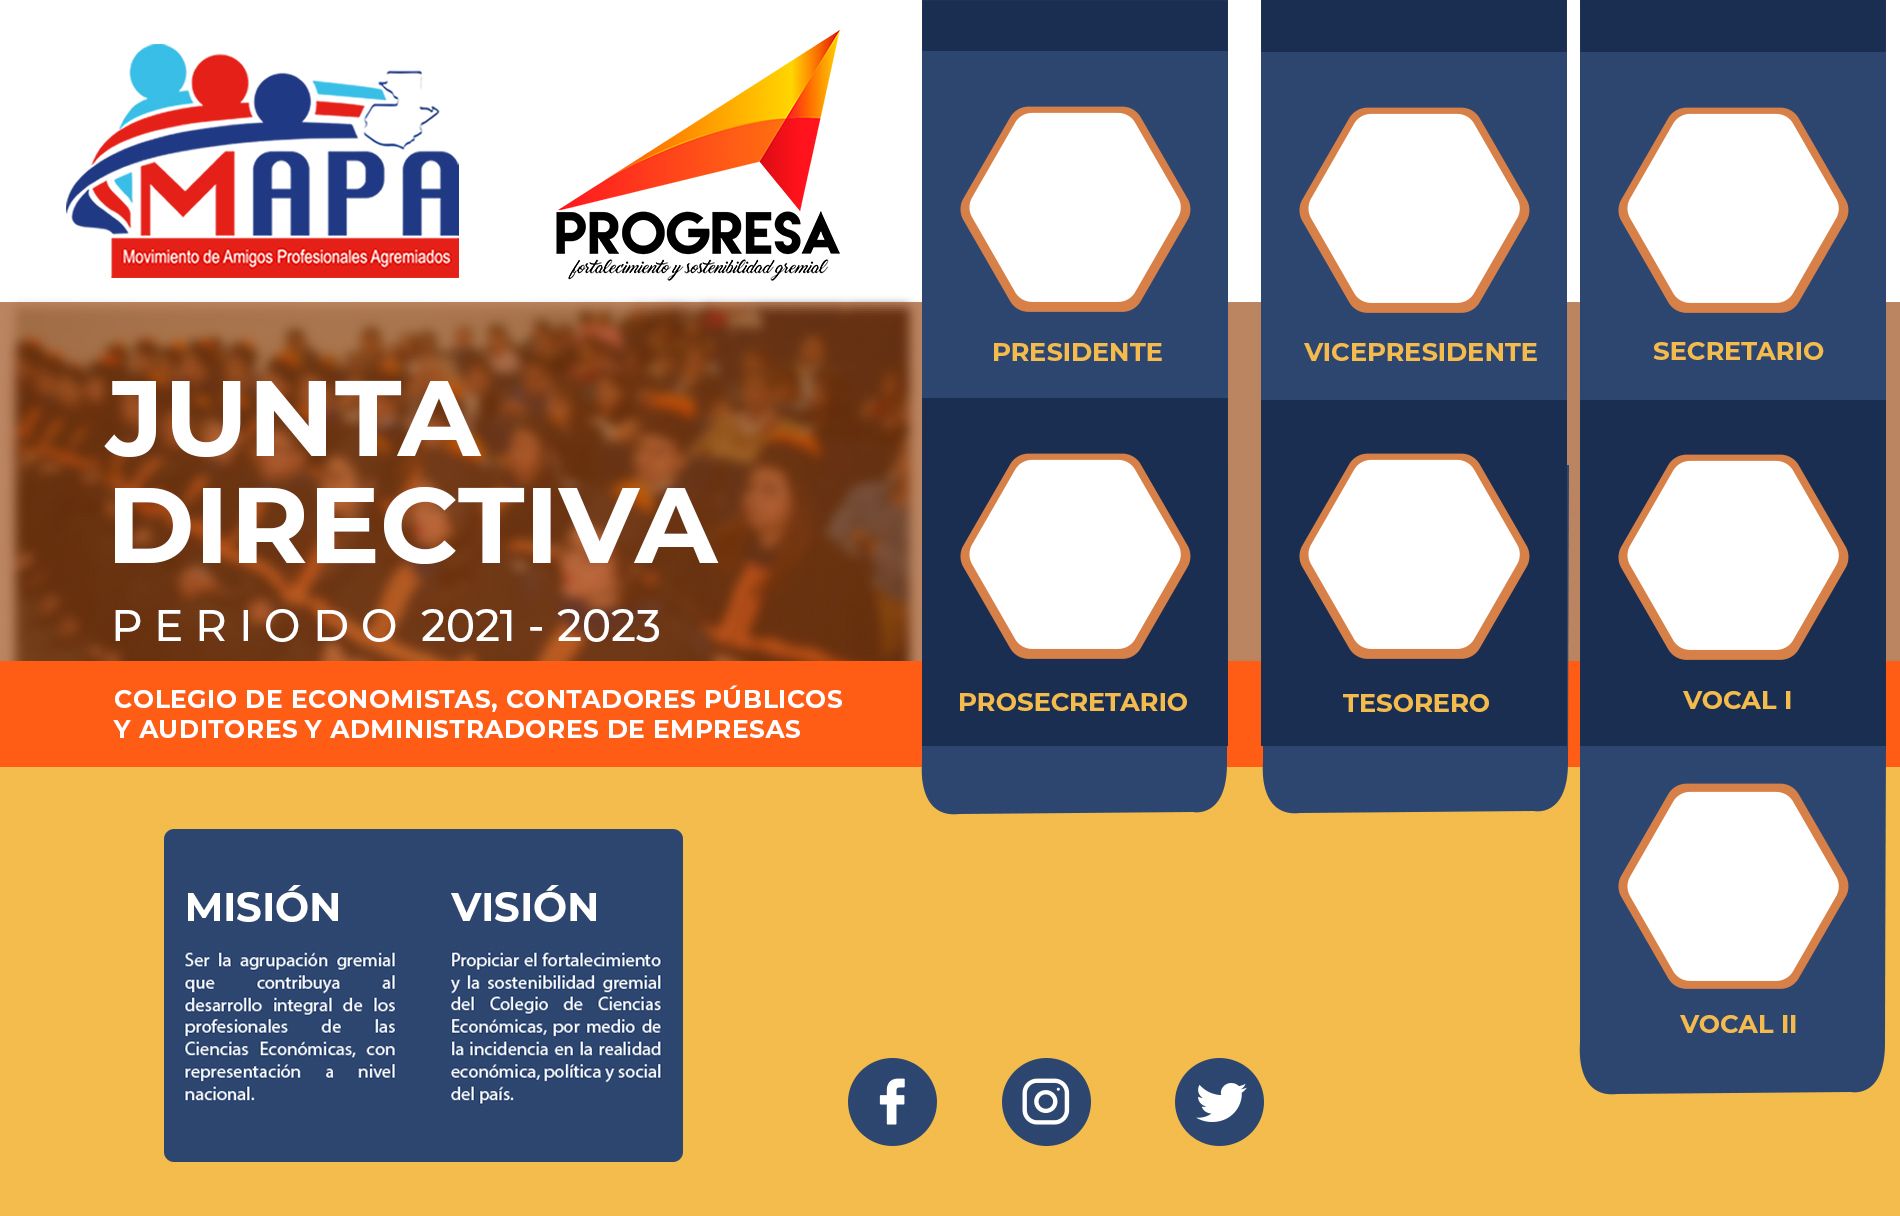 MAPA
Movimiento de Amigos Profesionales Agremiados
PROGRESA
fortalecimiento y sostenibilidad gremial
JUNTA
DIRECTIVA
PERIODO 2021 - 2023
COLEGIO DE ECONOMISTAS, CONTADORES PÚBLICOS
Y AUDITORES Y ADMINISTRADORES DE EMPRESAS
PRESIDENTE
VICEPRESIDENTE
SECRETARIO
PROSECRETARIO
TESORERO
VOCAL I
VOCAL II
MISIÓN
Ser la agrupación gremial
que contribuya al
desarrollo integral de los
profesionales de las
Ciencias Económicas, con
representación a nivel
nacional.
VISIÓN
Propiciar el fortalecimiento
y la sostenibilidad gremial
del Colegio de Ciencias
Económicas, por medio de
la incidencia en la realidad
económica, política y social
del país.